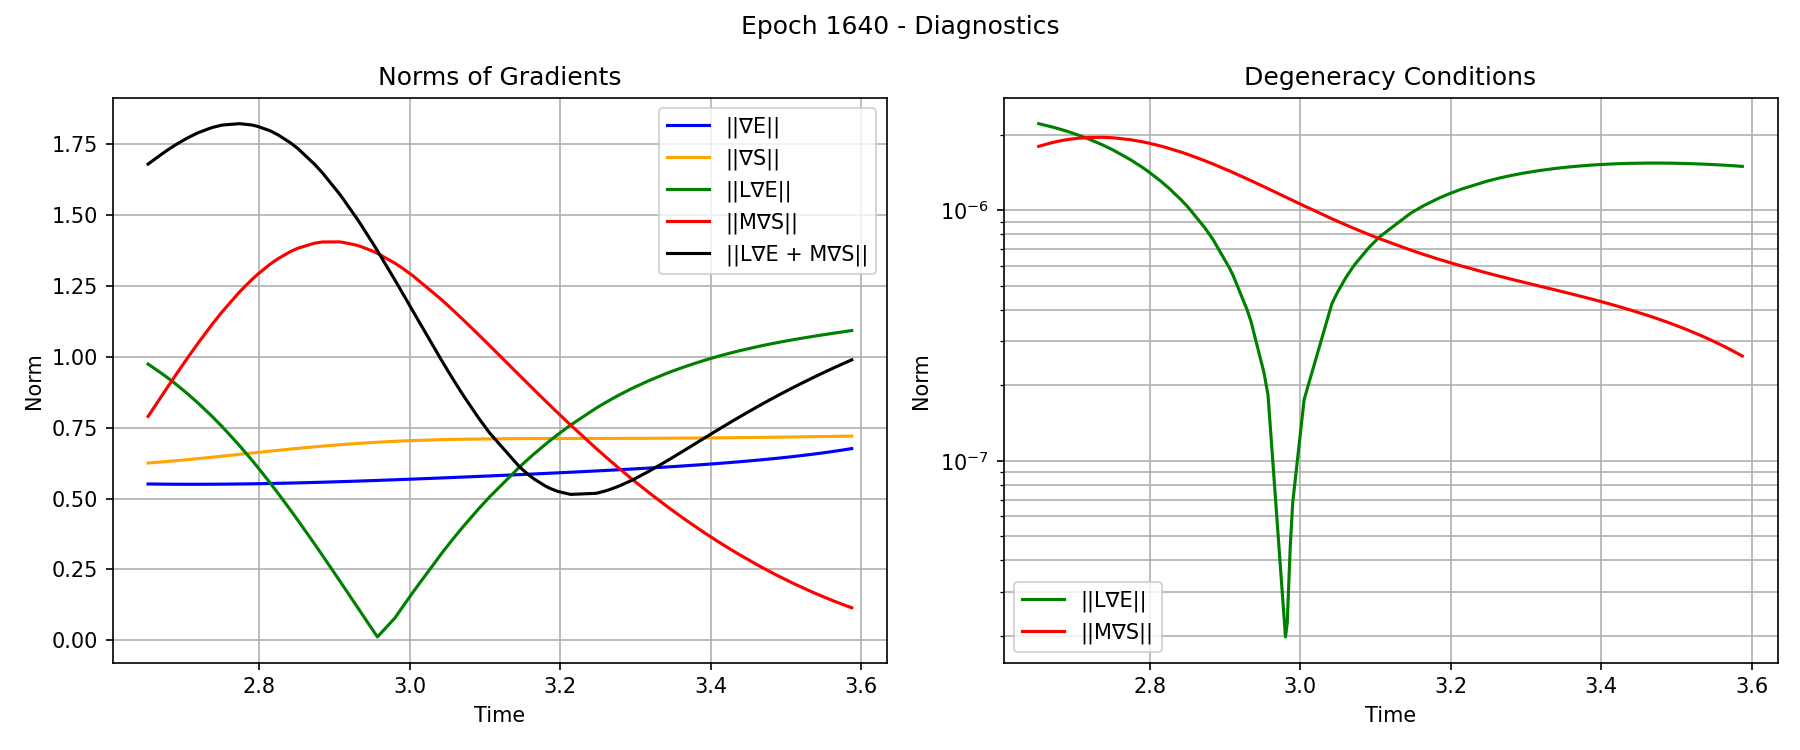 Epoch 1640 - Diagnostics
Norms of Gradients
Norm
1.75
1.50
1.25
1.00
0.75
0.50
0.25
0.00
2.8
3.0
3.2
3.4
3.6
Time
||∇E||
||∇S||
||L∇E||
||M∇S||
||L∇E + M∇S||
Degeneracy Conditions
Norm
10⁻⁶
10⁻⁷
2.8
3.0
3.2
3.4
3.6
Time
||L∇E||
||M∇S||